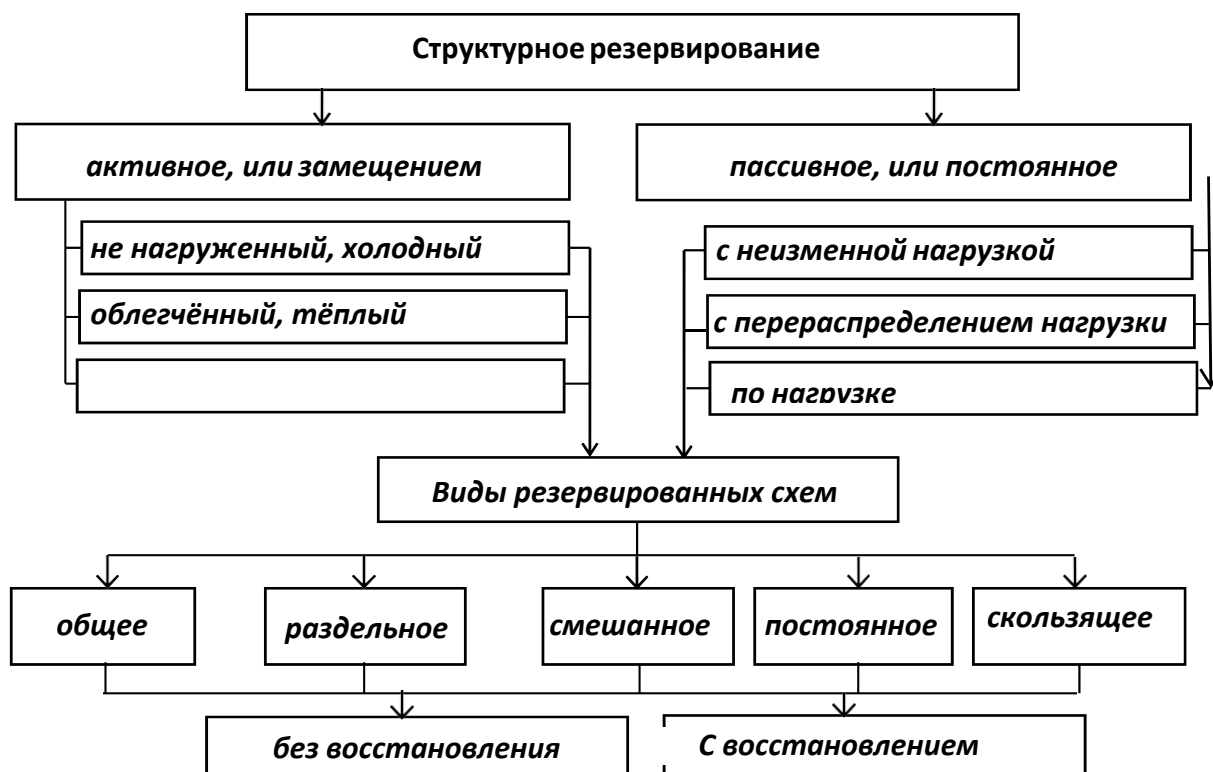 Структурное резервирование
активное, или замещением
пассивное, или постоянное
не нагруженный, холодный
с неизменной нагрузкой
облегчённый, тёплый
с перераспределением нагрузки
по нагрузке
Виды резервированных схем
общее
раздельное
смешанное
постоянное
скользящее
без восстановления
С восстановлением